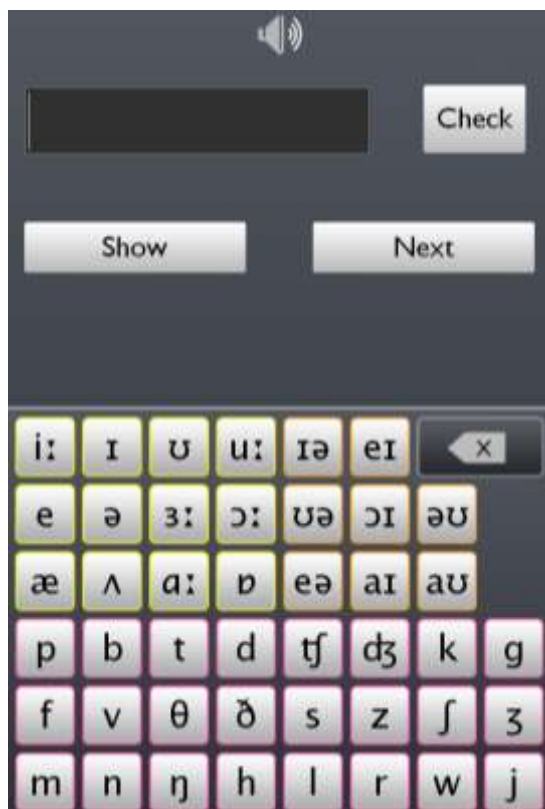 Check
Show Next
iː ɪ ʊ uː ɪə eɪ x
e ə ɜː ɔː ʊə ɔɪ əʊ
æ ʌ ɑː ɒ eə aɪ aʊ
p b t d tʃ dʒ k g
f v θ ð s z ʃ ʒ
m n ŋ h l r w j